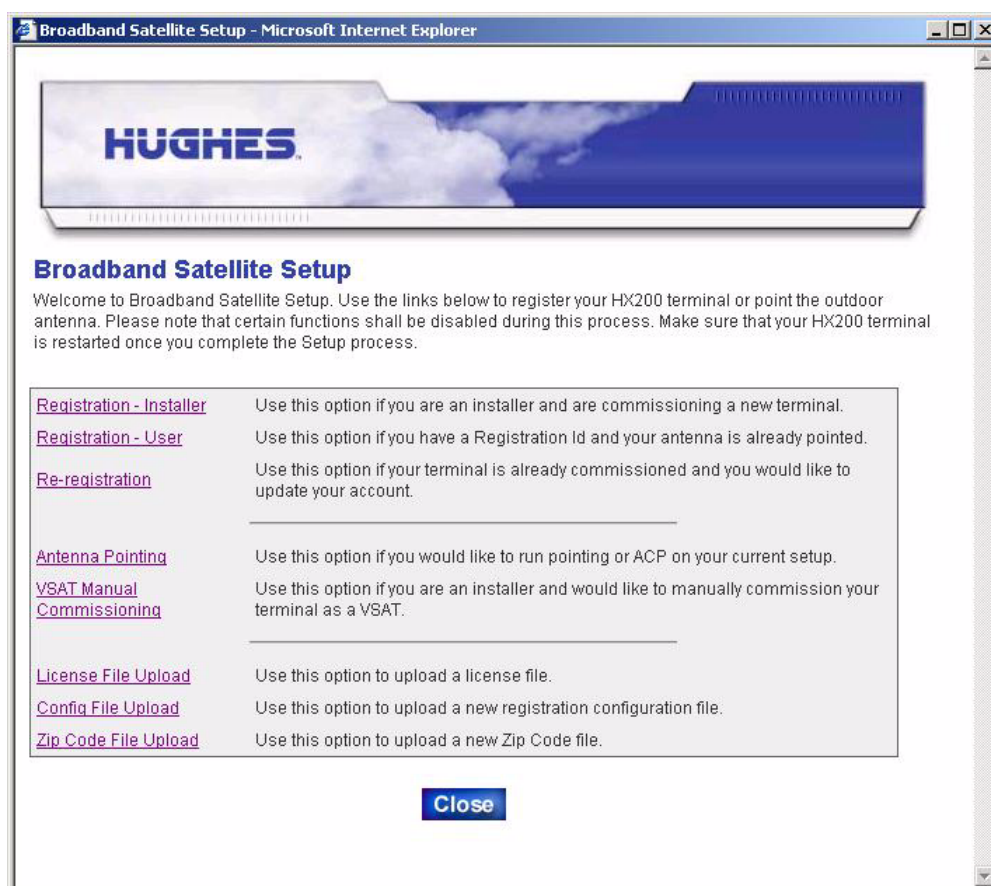 Broadband Satellite Setup - Microsoft Internet Explorer
HUGHES.
Broadband Satellite Setup
Welcome to Broadband Satellite Setup. Use the links below to register your HX200 terminal or point the outdoor
antenna. Please note that certain functions shall be disabled during this process. Make sure that your HX200 terminal
is restarted once you complete the Setup process.
Registration - Installer Use this option if you are an installer and are commissioning a new terminal.
Registration - User Use this option if you have a Registration Id and your antenna is already pointed.
Re-registration Use this option if your terminal is already commissioned and you would like to
update your account.
Antenna Pointing Use this option if you would like to run pointing or ACP on your current setup.
VSAT Manual Use this option if you are an installer and would like to manually commission your
Commissioning terminal as a VSAT.
License File Upload Use this option to upload a license file.
Config File Upload Use this option to upload a new registration configuration file.
Zip Code File Upload Use this option to upload a new Zip Code file.
Close